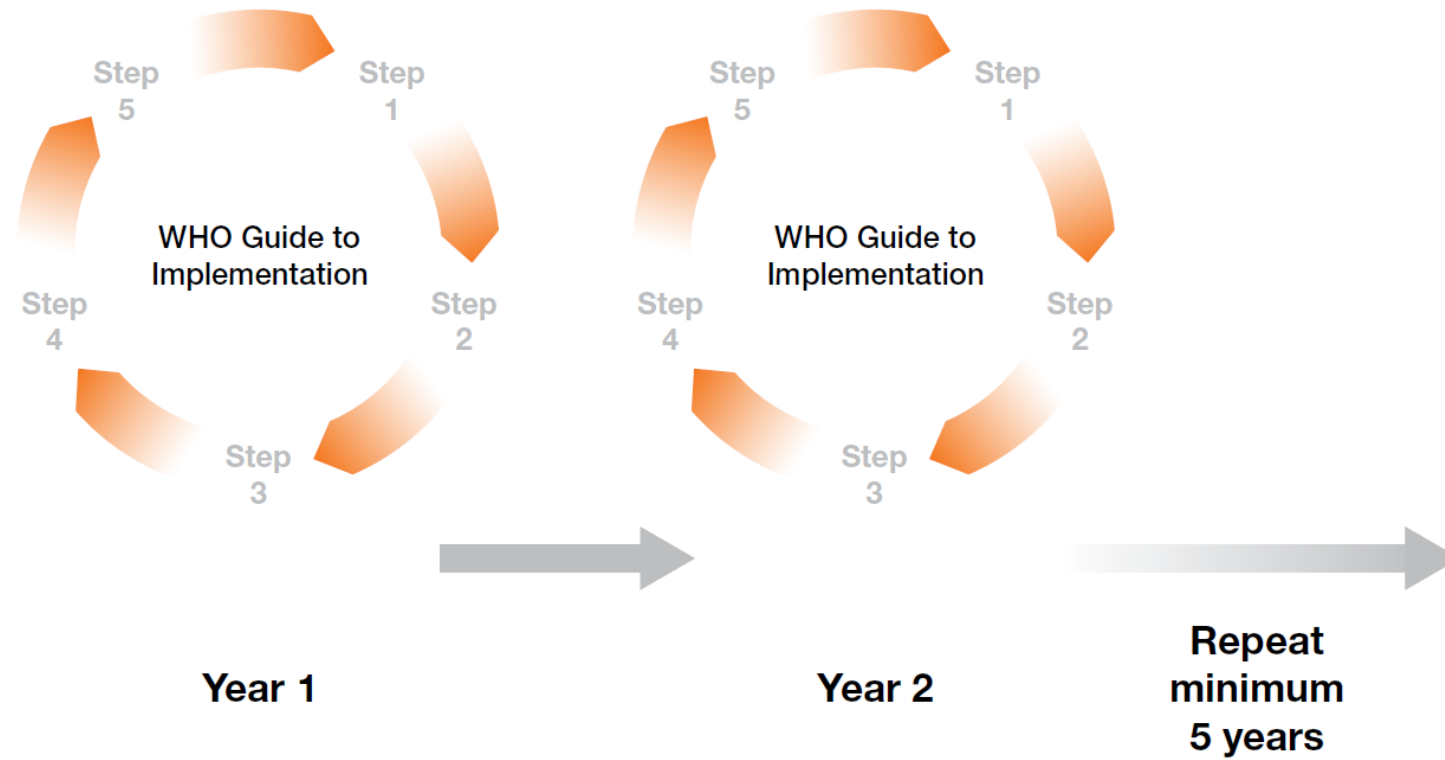 Step
5
Step
1
WHO Guide to
Implementation
Step
4
Step
2
Step
3
Year 1
Step
5
Step
1
WHO Guide to
Implementation
Step
4
Step
2
Step
3
Year 2
Repeat
minimum
5 years